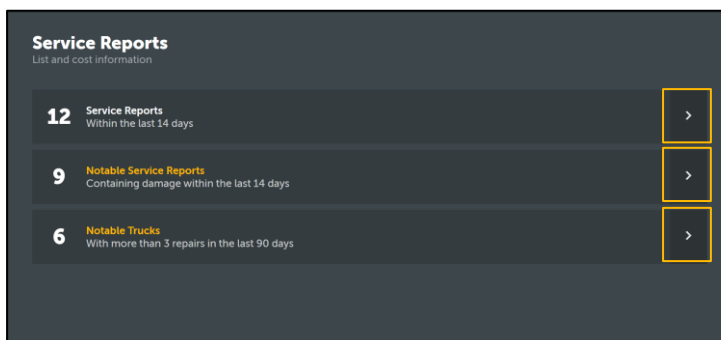 Service Reports
List and cost information
12
Service Reports
Within the last 14 days
9
Notable Service Reports
Containing damage within the last 14 days
6
Notable Trucks
With more than 3 repairs in the last 90 days